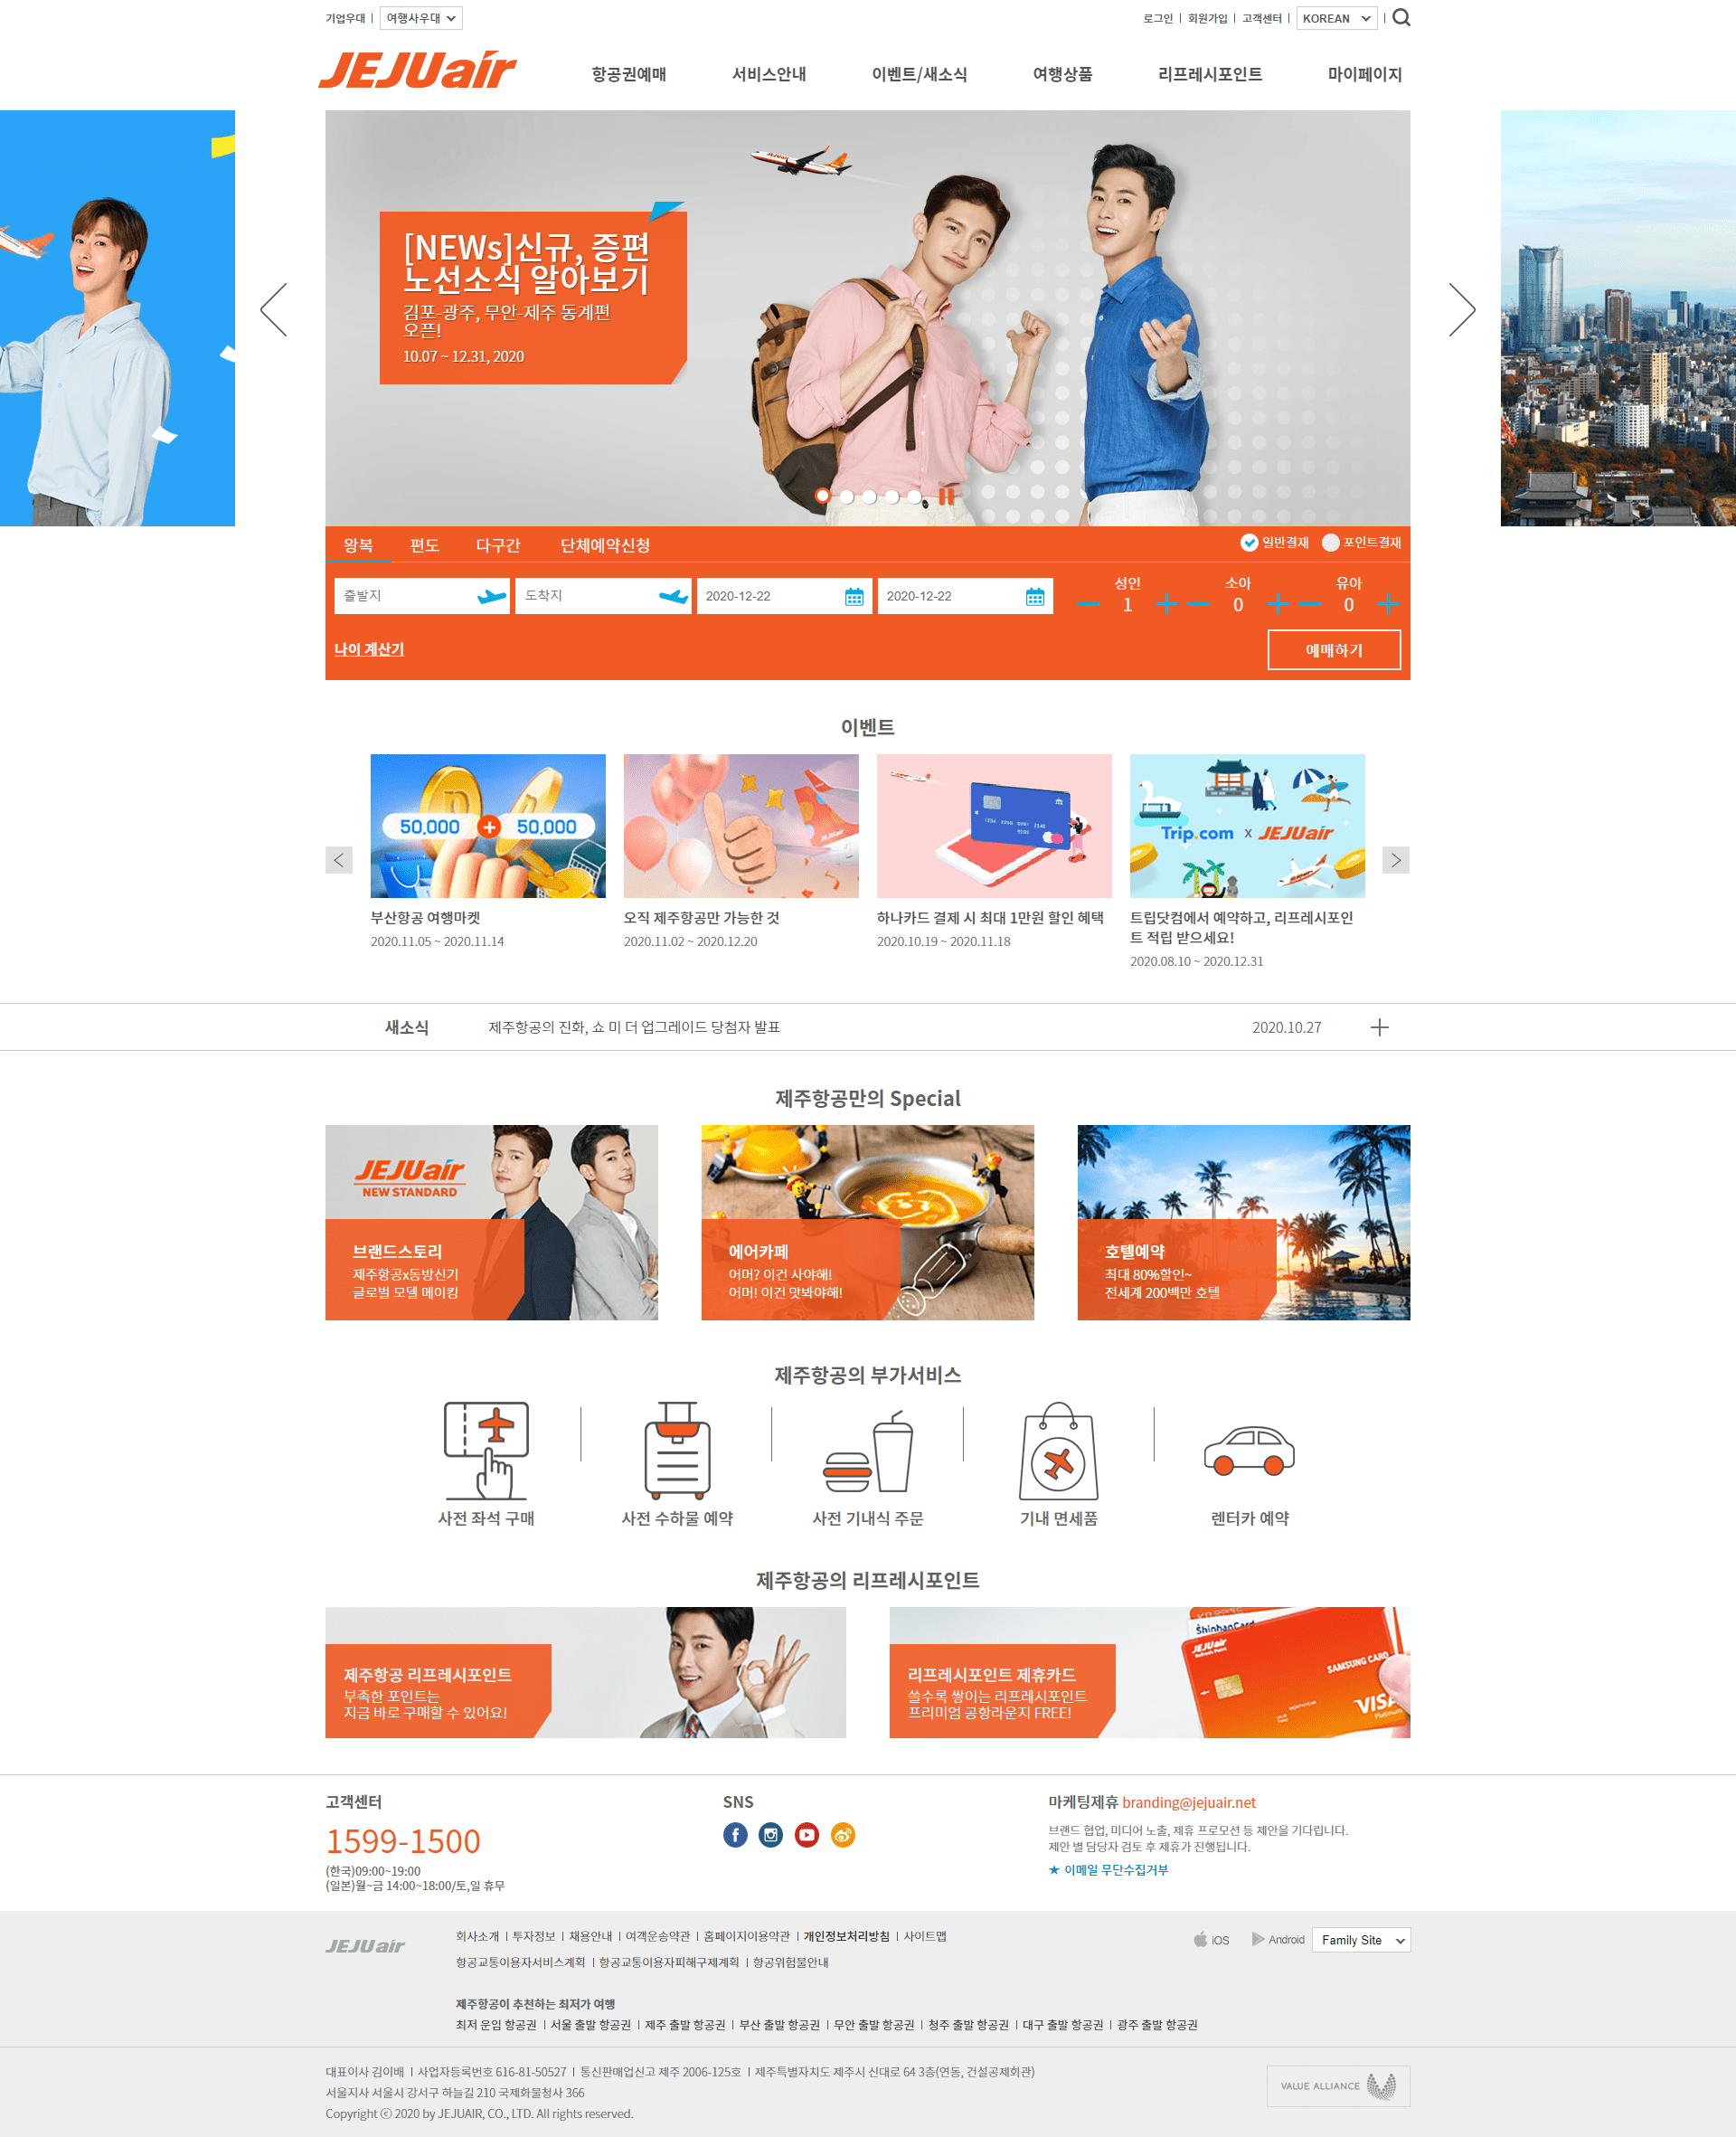 기업우대 여행사우대 로그인 회원가입 고객센터 KOREAN
JEJUair
항공권예매 서비스안내 이벤트/새소식 여행상품 리프레시포인트 마이페이지
JEJUair
[NEWs]신규, 증편
노선소식 알아보기
김포-광주, 무안-제주 동계편
오픈!
10.07 ~ 12.31, 2020
왕복 편도 다구간 단체예약신청 일반결재 포인트결재
성인 소아 유아
출발지 도착지 2020-12-22 2020-12-22 1 0 0
나이 계산기 예매하기
이벤트
50,000 + 50,000
JEJUair
Trip.com x JEJUair
부산항공 여행마켓
2020.11.05 ~ 2020.11.14
오직 제주항공만 가능한 것
2020.11.02 ~ 2020.12.20
하나카드 결제 시 최대 1만원 할인 혜택
2020.10.19 ~ 2020.11.18
트립닷컴에서 예약하고, 리프레시포인
트 적립 받으세요!
2020.08.10 ~ 2020.12.31
새소식 제주항공의 진화, 쇼 미 더 업그레이드 당첨자 발표 2020.10.27
제주항공만의 Special
JEJUair
NEW STANDARD
브랜드스토리
제주항공x동방신기
글로벌 모델 메이킹
에어카페
어머? 이건 사야해!
어머! 이건 맛봐야해!
호텔예약
최대 80%할인~
전세계 200백만 호텔
제주항공의 부가서비스
사전 좌석 구매 사전 수하물 예약 사전 기내식 주문 기내 면세품 렌터카 예약
제주항공의 리프레시포인트
제주항공 리프레시포인트
부족한 포인트는
지금 바로 구매할 수 있어요!
리프레시포인트 제휴카드
쓸수록 쌓이는 리프레시포인트
프리미엄 공항라운지 FREE!
ShinhanCard
JEJUair
Refresh Point
SAMSUNG CARD
VISA
Platinum
고객센터
1599-1500
(한국)09:00~19:00
(일본)월~금 14:00~18:00/토,일 휴무
SNS
마케팅제휴 branding@jejuair.net
브랜드 협업, 미디어 노출, 제휴 프로모션 등 제안을 기다립니다.
제안 별 담당자 검토 후 제휴가 진행됩니다.
★ 이메일 무단수집거부
JEJUair
회사소개 투자정보 채용안내 여객운송약관 홈페이지이용약관 개인정보처리방침 사이트맵
항공교통이용자서비스계획 항공교통이용자피해구제계획 항공위험물안내
iOS Android Family Site
제주항공이 추천하는 최저가 여행
최저 운임 항공권 서울 출발 항공권 제주 출발 항공권 부산 출발 항공권 무안 출발 항공권 청주 출발 항공권 대구 출발 항공권 광주 출발 항공권
대표이사 김이배 사업자등록번호 616-81-50527 통신판매업신고 제주 2006-125호 제주특별자치도 제주시 신대로 64 3층(연동, 건설공제회관)
서울지사 서울시 강서구 하늘길 210 국제화물청사 366
Copyright ⓒ 2020 by JEJUAIR, CO., LTD. All rights reserved.
VALUE ALLIANCE